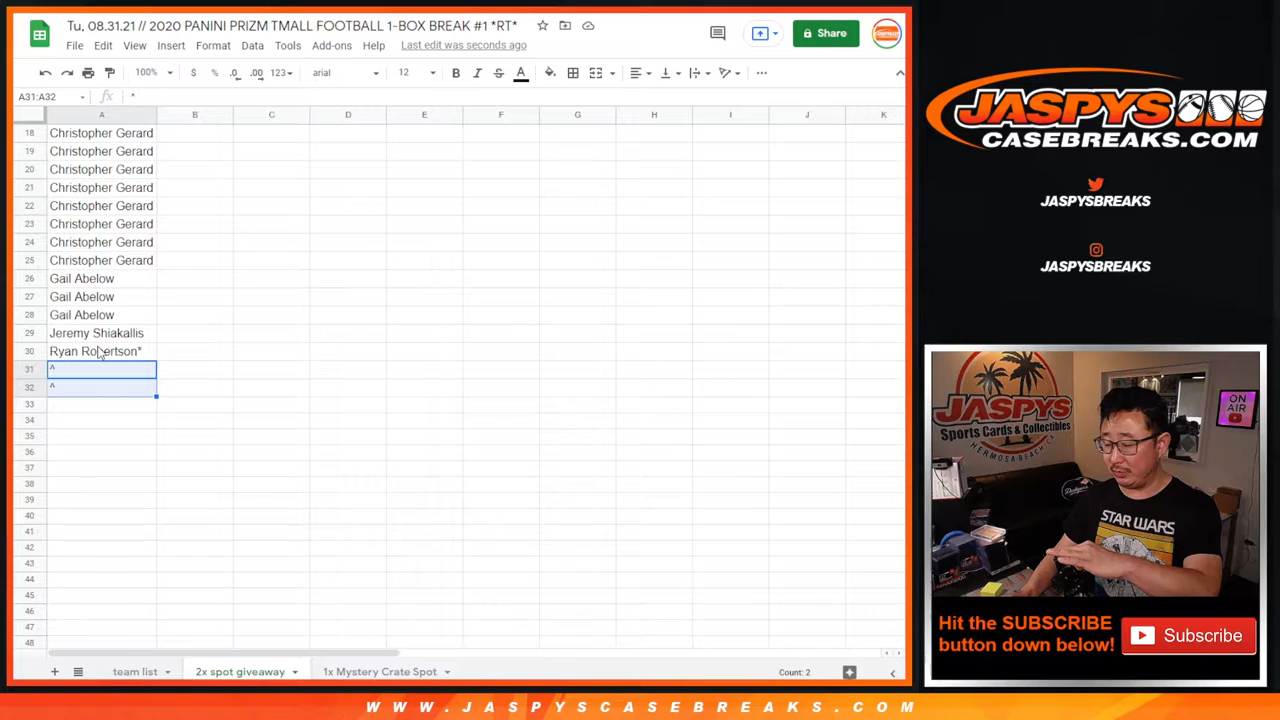 Tu, 08.31.21 // 2020 PANINI PRIZM TMALL FOOTBALL 1-BOX BREAK #1 *RT*
File Edit View Insert Format Data Tools Add-ons Help Last edit was seconds ago
Share
100% $ % .0 .00 123 arial 12 B I S A
A31:A32 fx ^
A B C D E F G H I J K
18 Christopher Gerard
19 Christopher Gerard
20 Christopher Gerard
21 Christopher Gerard
22 Christopher Gerard
23 Christopher Gerard
24 Christopher Gerard
25 Christopher Gerard
26 Gail Abelow
27 Gail Abelow
28 Gail Abelow
29 Jeremy Shiakallis
30 Ryan Robertson*
31 ^
32 ^
33
34
35
36
37
38
39
40
41
42
43
44
45
46
47
48
team list 2x spot giveaway 1x Mystery Crate Spot Count: 2
JASPYS
CASEBREAKS.COM
JASPYSBREAKS
JASPYSBREAKS
JASPYS
Sports Cards & Collectibles
HERMOSA BEACH, CA
ON AIR
Dodgers
STAR WARS
Hit the SUBSCRIBE
button down below!
Subscribe
WWW.JASPYSCASEBREAKS.COM